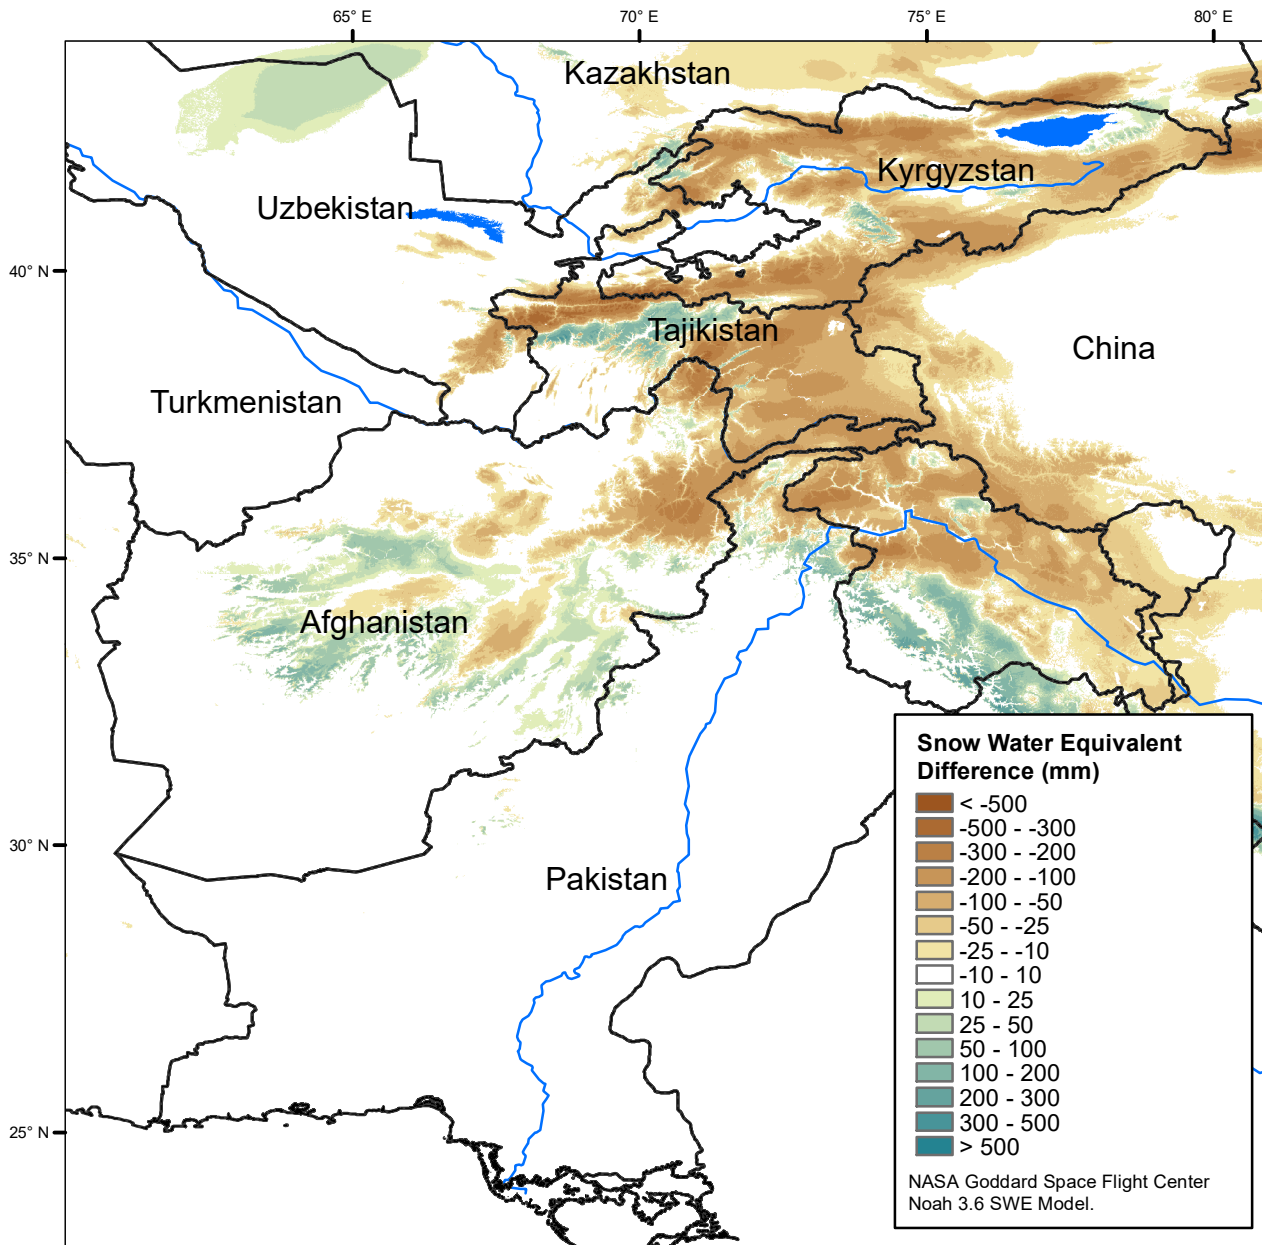 65° E
70° E
75° E
80° E
Kazakhstan
Kyrgyzstan
Uzbekistan
40° N
Tajikistan
China
Turkmenistan
35° N
Afghanistan
30° N
Pakistan
25° N
Snow Water Equivalent
Difference (mm)
< -500
-500 - -300
-300 - -200
-200 - -100
-100 - -50
-50 - -25
-25 - -10
-10 - 10
10 - 25
25 - 50
50 - 100
100 - 200
200 - 300
300 - 500
> 500
NASA Goddard Space Flight Center
Noah 3.6 SWE Model.